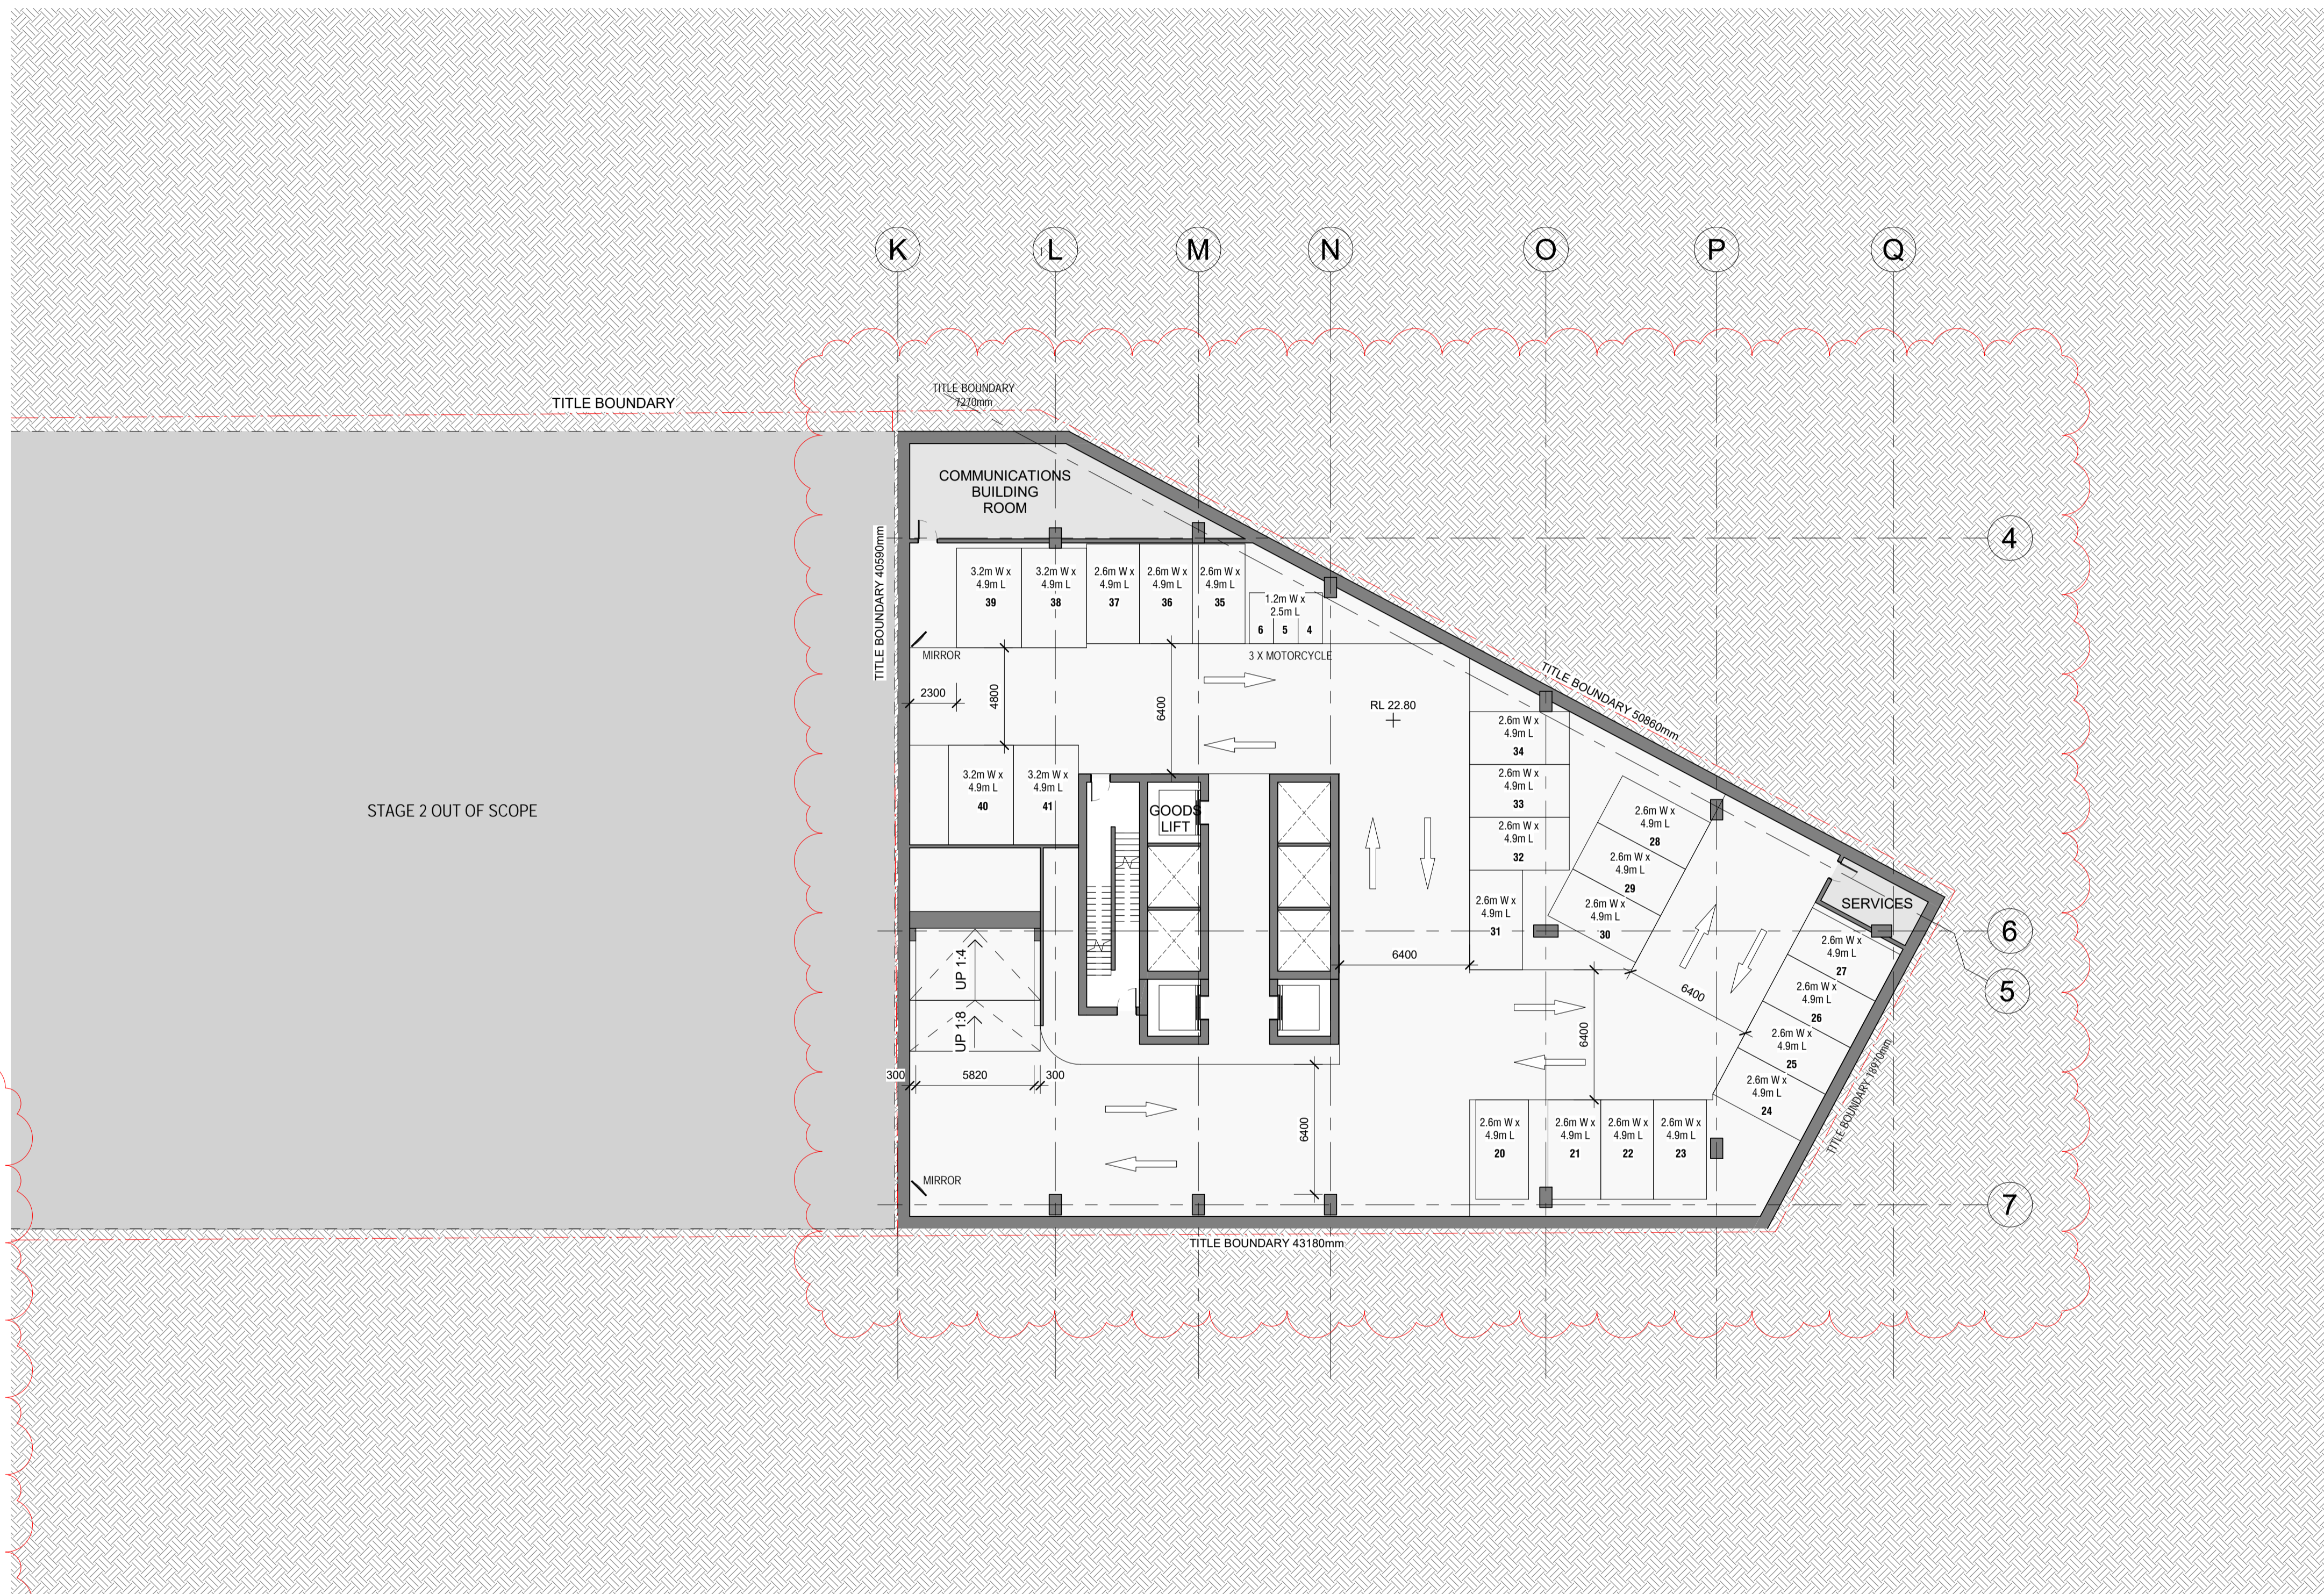 K
L
M
N
O
P
Q
TITLE BOUNDARY
7270mm
TITLE BOUNDARY
COMMUNICATIONS
BUILDING
ROOM
4
TITLE BOUNDARY 40590mm
3.2m W x
4.9m L
39
3.2m W x
4.9m L
38
2.6m W x
4.9m L
37
2.6m W x
4.9m L
36
2.6m W x
4.9m L
35
1.2m W x
2.5m L
6
5
4
3 X MOTORCYCLE
MIRROR
2300
4800
6400
RL 22.80
TITLE BOUNDARY 50860mm
2.6m W x
4.9m L
34
2.6m W x
4.9m L
33
2.6m W x
4.9m L
32
2.6m W x
4.9m L
31
2.6m W x
4.9m L
28
2.6m W x
4.9m L
29
2.6m W x
4.9m L
30
3.2m W x
4.9m L
40
3.2m W x
4.9m L
41
GOODS
LIFT
STAGE 2 OUT OF SCOPE
SERVICES
6
5
2.6m W x
4.9m L
27
2.6m W x
4.9m L
26
2.6m W x
4.9m L
25
2.6m W x
4.9m L
24
6400
6400
6400
UP 1:4
UP 1:8
300
5820
300
6400
TITLE BOUNDARY 18970mm
2.6m W x
4.9m L
20
2.6m W x
4.9m L
21
2.6m W x
4.9m L
22
2.6m W x
4.9m L
23
MIRROR
7
TITLE BOUNDARY 43180mm